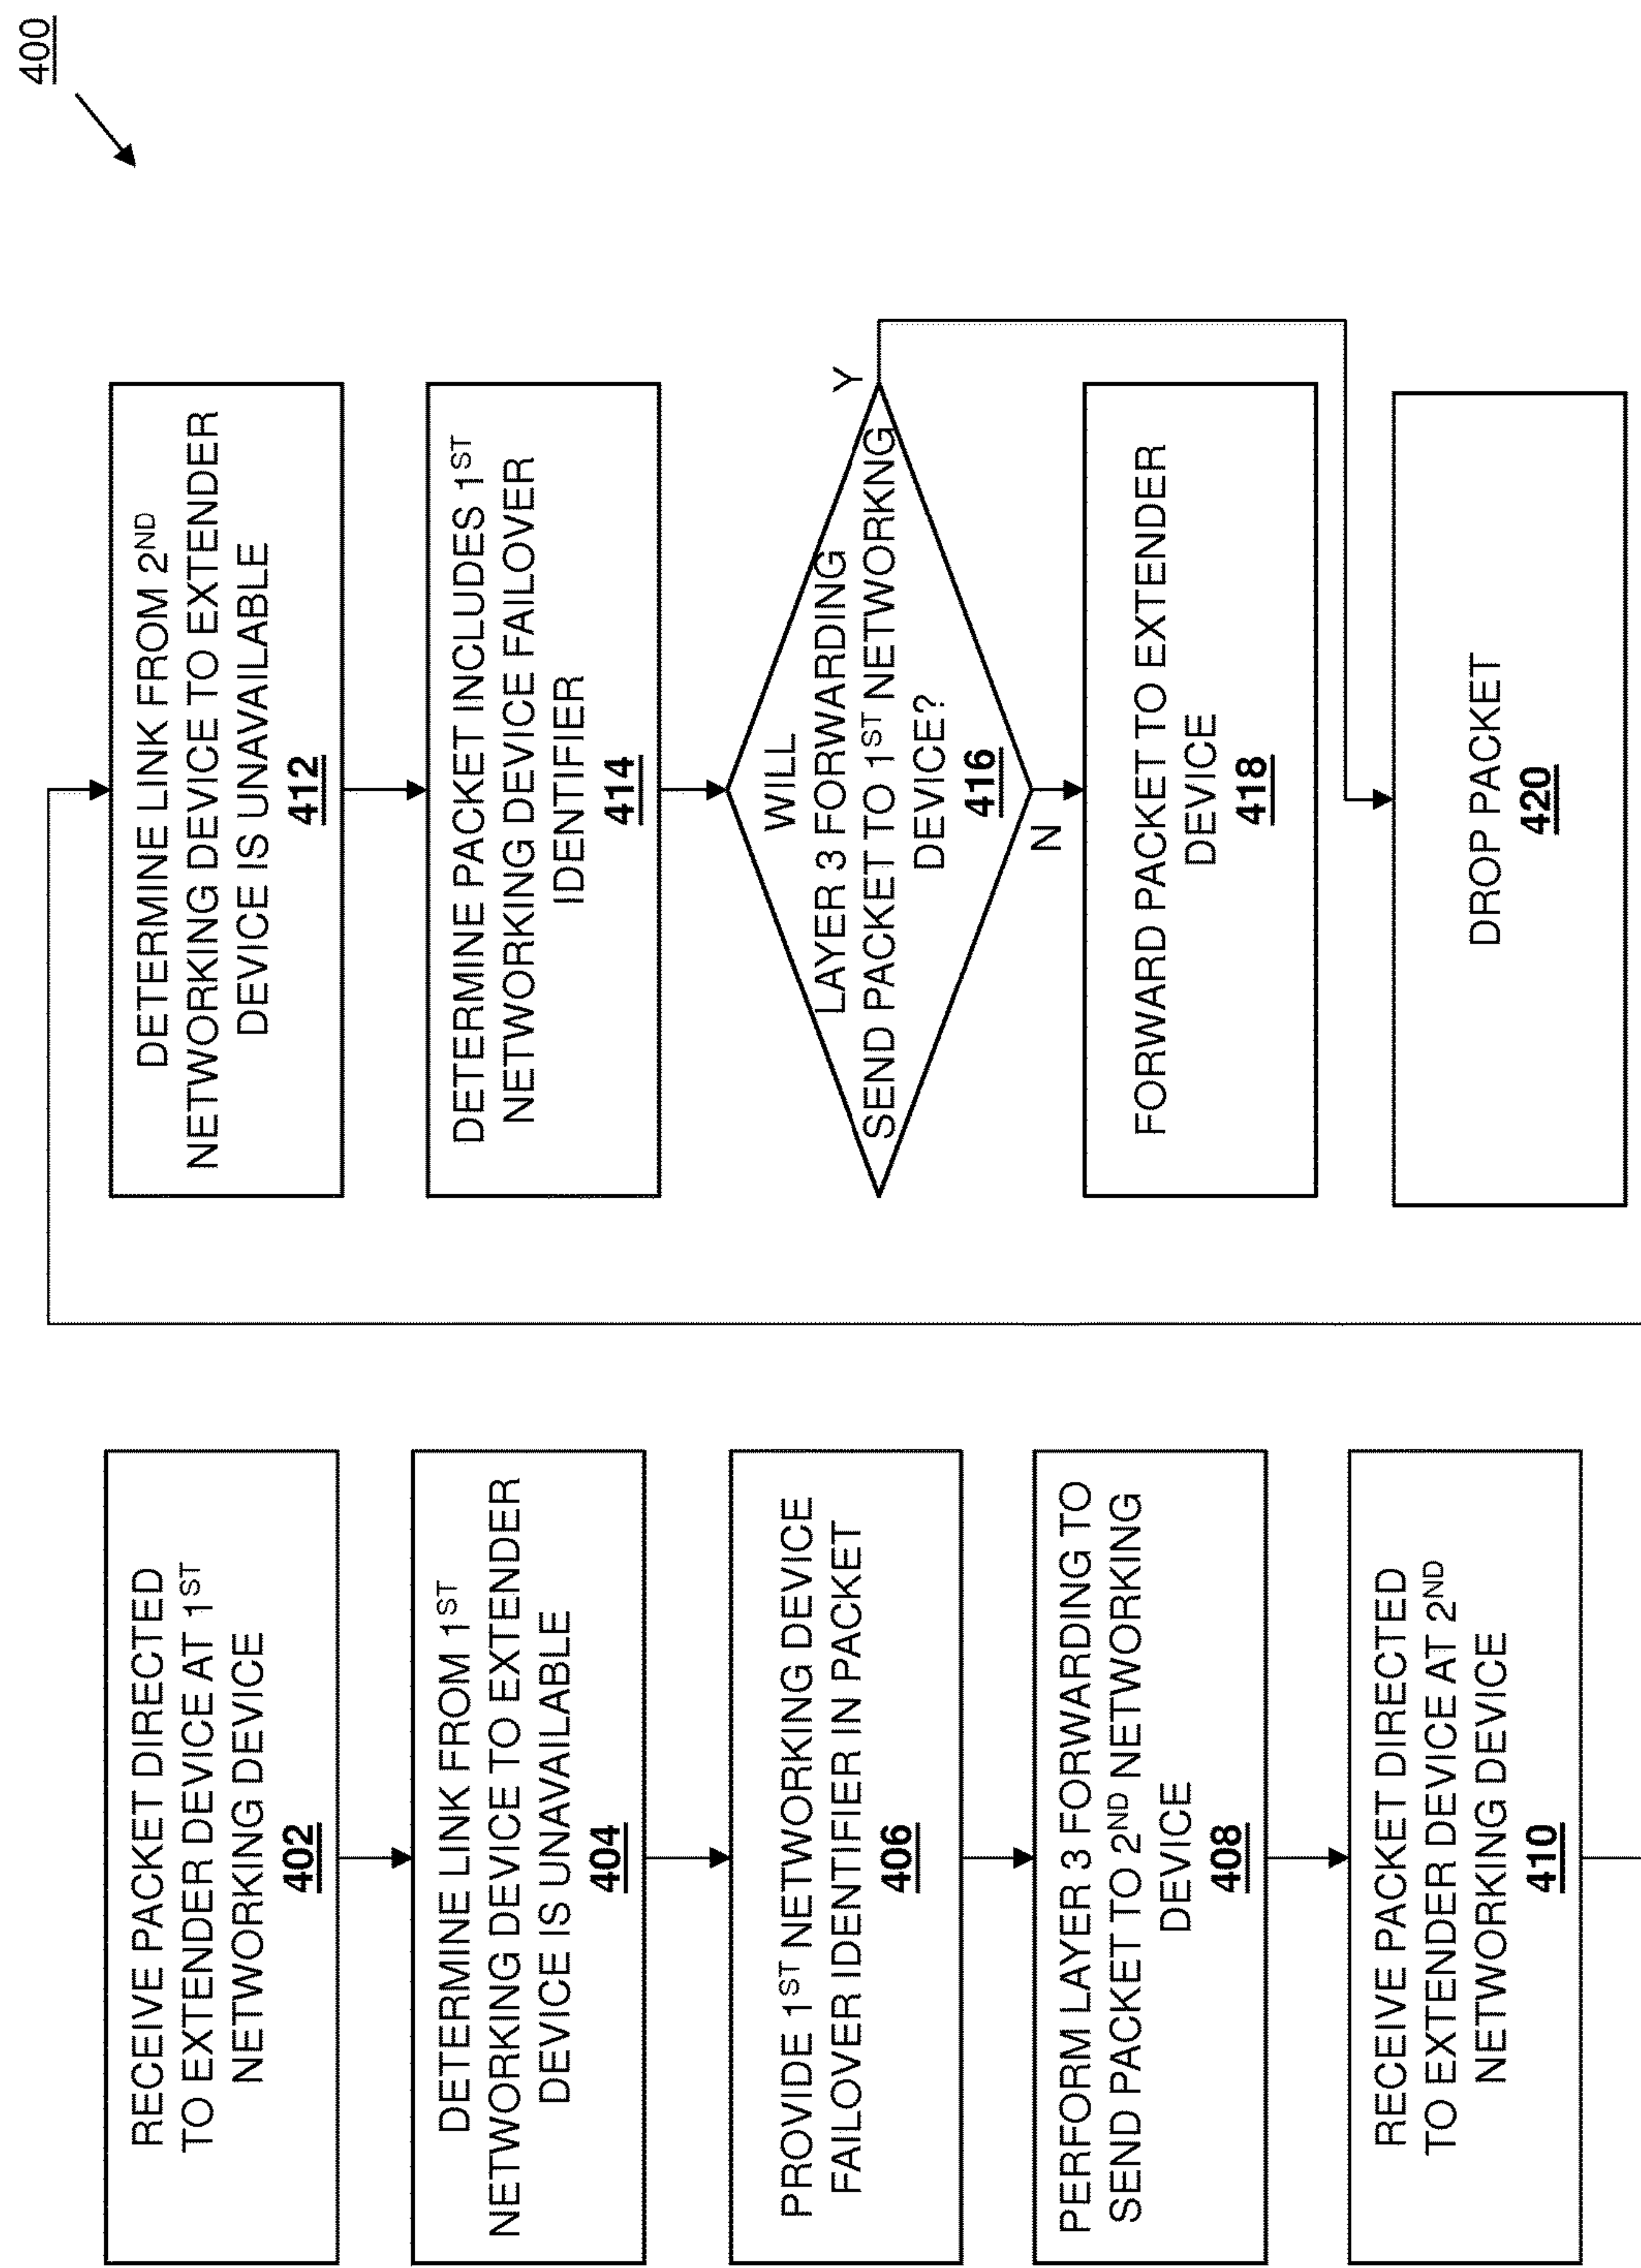 400
RECEIVE PACKET DIRECTED
TO EXTENDER DEVICE AT 1ST
NETWORKING DEVICE
402
DETERMINE LINK FROM 1ST
NETWORKING DEVICE TO EXTENDER
DEVICE IS UNAVAILABLE
404
PROVIDE 1ST NETWORKING DEVICE
FAILOVER IDENTIFIER IN PACKET
406
PERFORM LAYER 3 FORWARDING TO
SEND PACKET TO 2ND NETWORKING
DEVICE
408
RECEIVE PACKET DIRECTED
TO EXTENDER DEVICE AT 2ND
NETWORKING DEVICE
410
DETERMINE LINK FROM 2ND
NETWORKING DEVICE TO EXTENDER
DEVICE IS UNAVAILABLE
412
DETERMINE PACKET INCLUDES 1ST
NETWORKING DEVICE FAILOVER
IDENTIFIER
414
WILL
LAYER 3 FORWARDING
SEND PACKET TO 1ST NETWORKNG
DEVICE?
416
Y
N
FORWARD PACKET TO EXTENDER
DEVICE
418
DROP PACKET
420